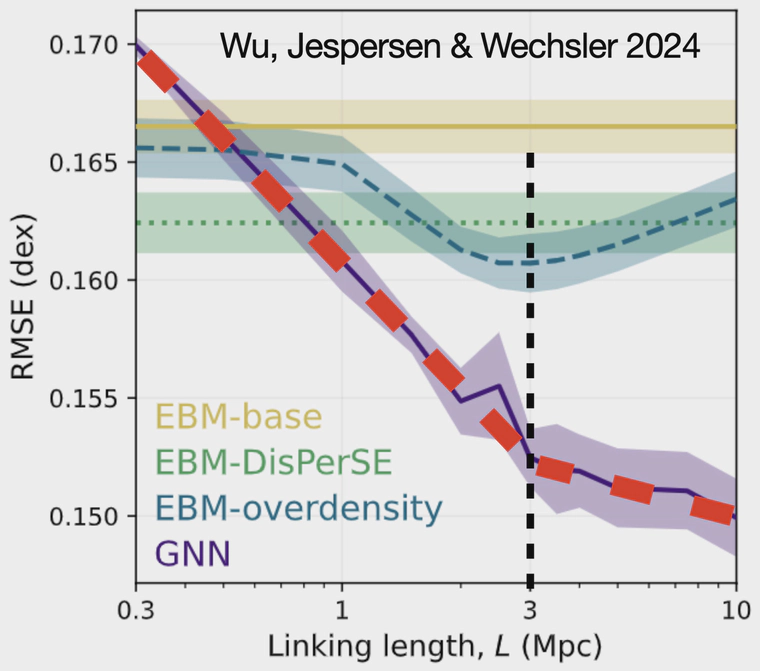 Wu, Jespersen & Wechsler 2024
0.170
0.165
0.160
0.155
0.150
RMSE (dex)
EBM-base
EBM-DisPerSE
EBM-overdensity
GNN
0.3 1 3 10
Linking length, L (Mpc)